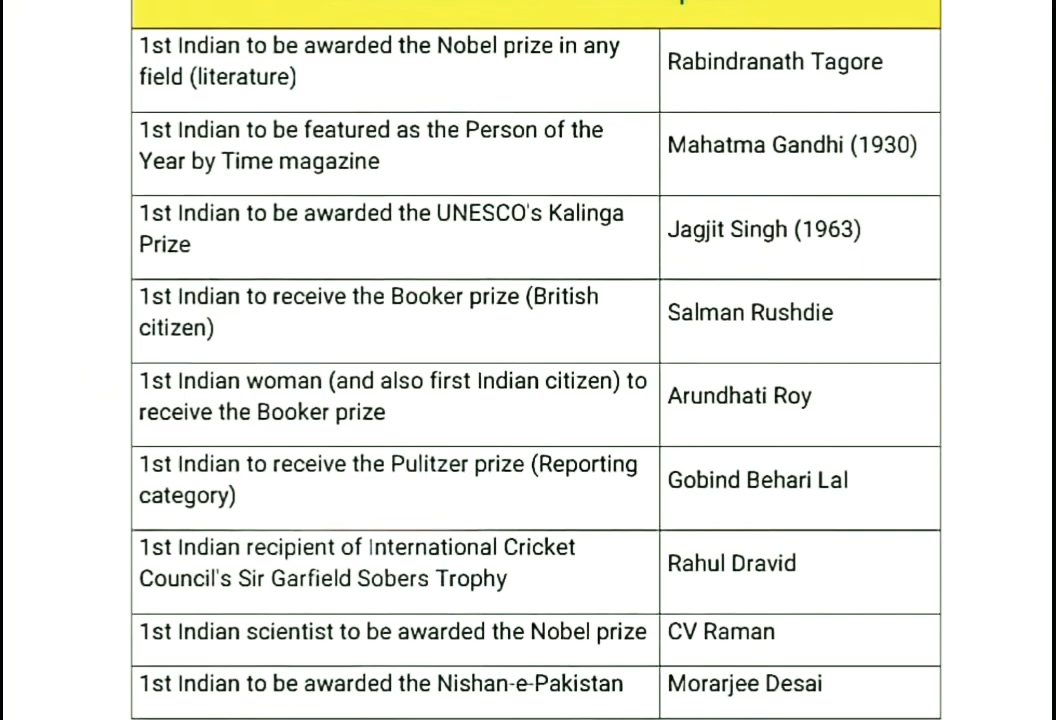 1st Indian to be awarded the Nobel prize in any
field (literature)
Rabindranath Tagore
1st Indian to be featured as the Person of the
Year by Time magazine
Mahatma Gandhi (1930)
1st Indian to be awarded the UNESCO's Kalinga
Prize
Jagjit Singh (1963)
1st Indian to receive the Booker prize (British
citizen)
Salman Rushdie
1st Indian woman (and also first Indian citizen) to
receive the Booker prize
Arundhati Roy
1st Indian to receive the Pulitzer prize (Reporting
category)
Gobind Behari Lal
1st Indian recipient of International Cricket
Council's Sir Garfield Sobers Trophy
Rahul Dravid
1st Indian scientist to be awarded the Nobel prize
CV Raman
1st Indian to be awarded the Nishan-e-Pakistan
Morarjee Desai